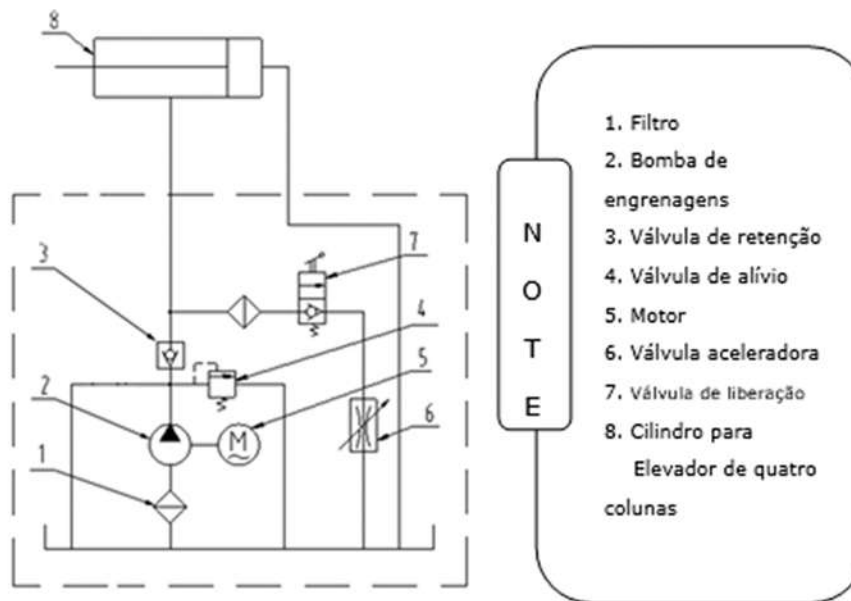 8
3
7
4
5
2
M
6
1
N
O
T
E
1. Filtro
2. Bomba de
engrenagens
3. Válvula de retenção
4. Válvula de alívio
5. Motor
6. Válvula aceleradora
7. Válvula de liberação
8. Cilindro para
Elevador de quatro
colunas